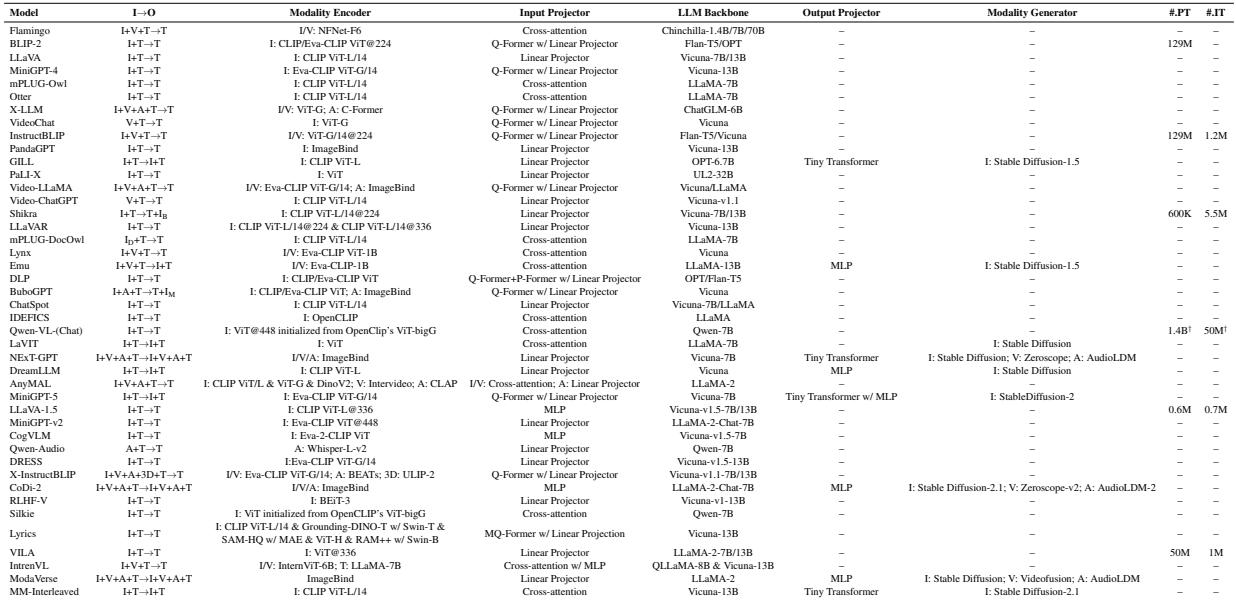 Model I→O Modality Encoder Input Projector LLM Backbone Output Projector Modality Generator #.PT #.IT
Flamingo I+V+T→T I/V: NFNet-F6 Cross-attention Chinchilla-1.4B/7B/70B – – – –
BLIP-2 I+T→T I: CLIP/Eva-CLIP ViT@224 Q-Former w/ Linear Projector Flan-T5/OPT – – 129M –
LLaVA I+T→T I: CLIP ViT-L/14 Linear Projector Vicuna-7B/13B – – – –
MiniGPT-4 I+T→T I: Eva-CLIP ViT-G/14 Q-Former w/ Linear Projector Vicuna-13B – – – –
mPLUG-Owl I+T→T I: CLIP ViT-L/14 Cross-attention LLaMA-7B – – – –
Otter I+T→T I: CLIP ViT-L/14 Cross-attention LLaMA-7B – – – –
X-LLM I+V+A+T→T I/V: ViT-G; A: C-Former Q-Former w/ Linear Projector ChatGLM-6B – – – –
VideoChat V+T→T I: ViT-G Q-Former w/ Linear Projector Vicuna – – – –
InstructBLIP I+V+T→T I/V: ViT-G/14@224 Q-Former w/ Linear Projector Flan-T5/Vicuna – – 129M 1.2M
PandaGPT I+T→T I: ImageBind Linear Projector Vicuna-13B – – – –
GILL I+T→I+T I: CLIP ViT-L Linear Projector OPT-6.7B Tiny Transformer I: Stable Diffusion-1.5 – –
PaLI-X I+T→T I: ViT Linear Projector UL2-32B – – – –
Video-LLaMA I+V+A+T→T I/V: Eva-CLIP ViT-G/14; A: ImageBind Q-Former w/ Linear Projector Vicuna/LLaMA – – – –
Video-ChatGPT V+T→T I: CLIP ViT-L/14 Linear Projector Vicuna-v1.1 – – – –
Shikra I+T→T+I_B I: CLIP ViT-L/14@224 Linear Projector Vicuna-7B/13B – – 600K 5.5M
LLaVAR I+T→T I: CLIP ViT-L/14@224 & CLIP ViT-L/14@336 Linear Projector Vicuna-13B – – – –
mPLUG-DocOwl I_D+T→T I: CLIP ViT-L/14 Cross-attention LLaMA-7B – – – –
Lynx I+V+T→T I/V: Eva-CLIP ViT-1B Cross-attention Vicuna – – – –
Emu I+V+T→I+T I/V: Eva-CLIP-1B Cross-attention LLaMA-13B MLP I: Stable Diffusion-1.5 – –
DLP I+T→T I: CLIP/Eva-CLIP ViT Q-Former+P-Former w/ Linear Projector OPT/Flan-T5 – – – –
BuboGPT I+A+T→T+I_M I: CLIP/Eva-CLIP ViT; A: ImageBind Q-Former w/ Linear Projector Vicuna – – – –
ChatSpot I+T→T I: CLIP ViT-L/14 Linear Projector Vicuna-7B/LLaMA – – – –
IDEFICS I+T→T I: OpenCLIP Cross-attention LLaMA – – – –
Qwen-VL-(Chat) I+T→T I: ViT@448 initialized from OpenClip's ViT-bigG Cross-attention Qwen-7B – – 1.4B† 50M†
LaVIT I+T→I+T I: ViT Cross-attention LLaMA-7B – I: Stable Diffusion – –
NExT-GPT I+V+A+T→I+V+A+T I/V/A: ImageBind Linear Projector Vicuna-7B Tiny Transformer I: Stable Diffusion; V: Zeroscope; A: AudioLDM – –
DreamLLM I+T→I+T I: CLIP ViT-L Linear Projector Vicuna MLP I: Stable Diffusion – –
AnyMAL I+V+A+T→T I: CLIP ViT/L & ViT-G & DinoV2; V: Intervideo; A: CLAP I/V: Cross-attention; A: Linear Projector LLaMA-2 – – – –
MiniGPT-5 I+T→I+T I: Eva-CLIP ViT-G/14 Q-Former w/ Linear Projector Vicuna-7B Tiny Transformer w/ MLP I: StableDiffusion-2 – –
LLaVA-1.5 I+T→T I: CLIP ViT-L@336 MLP Vicuna-v1.5-7B/13B – – 0.6M 0.7M
MiniGPT-v2 I+T→T I: Eva-CLIP ViT@448 Linear Projector LLaMA-2-Chat-7B – – – –
CogVLM I+T→T I: Eva-2-CLIP ViT MLP Vicuna-v1.5-7B – – – –
Qwen-Audio A+T→T A: Whisper-L-v2 Linear Projector Qwen-7B – – – –
DRESS I+T→T I:Eva-CLIP ViT-G/14 Linear Projector Vicuna-v1.5-13B – – – –
X-InstructBLIP I+V+A+3D+T→T I/V: Eva-CLIP ViT-G/14; A: BEATs; 3D: ULIP-2 Q-Former w/ Linear Projector Vicuna-v1.1-7B/13B – – – –
CoDi-2 I+V+A+T→I+V+A+T I/V/A: ImageBind MLP LLaMA-2-Chat-7B MLP I: Stable Diffusion-2.1; V: Zeroscope-v2; A: AudioLDM-2 – –
RLHF-V I+T→T I: BEiT-3 Linear Projector Vicuna-v1-13B – – – –
Silkie I+T→T I: ViT initialized from OpenCLIP's ViT-bigG Cross-attention Qwen-7B – – – –
Lyrics I+T→T I: CLIP ViT-L/14 & Grounding-DINO-T w/ Swin-T & MQ-Former w/ Linear Projection Vicuna-13B – – – –
SAM-HQ w/ MAE & ViT-H & RAM++ w/ Swin-B
VILA I+T→T I: ViT@336 Linear Projector LLaMA-2-7B/13B – – 50M 1M
IntrenVL I+V+T→T I/V: InternViT-6B; T: LLaMA-7B Cross-attention w/ MLP QLLaMA-8B & Vicuna-13B – – – –
ModaVerse I+V+A+T→I+V+A+T ImageBind Linear Projector LLaMA-2 MLP I: Stable Diffusion; V: Videofusion; A: AudioLDM – –
MM-Interleaved I+T→I+T I: CLIP ViT-L/14 Cross-attention Vicuna-13B Tiny Transformer I: Stable Diffusion-2.1 – –